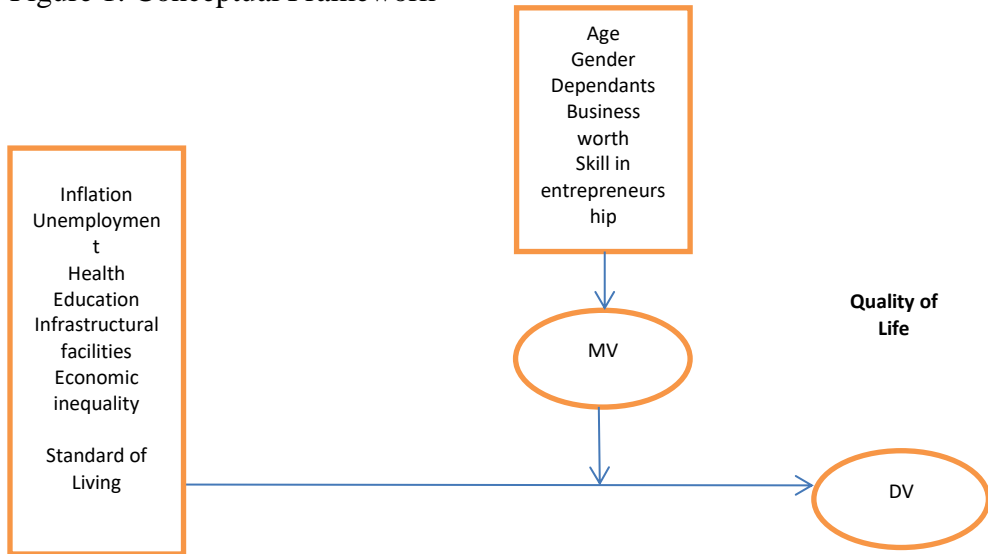 Figure 1: Conceptual Framework
Age
Gender
Dependants
Business
worth
Skill in
entrepreneurs
hip
Inflation
Unemploymen
t
Health
Education
Infrastructural
facilities
Economic
inequality
Standard of
Living
MV
Quality of
Life
DV